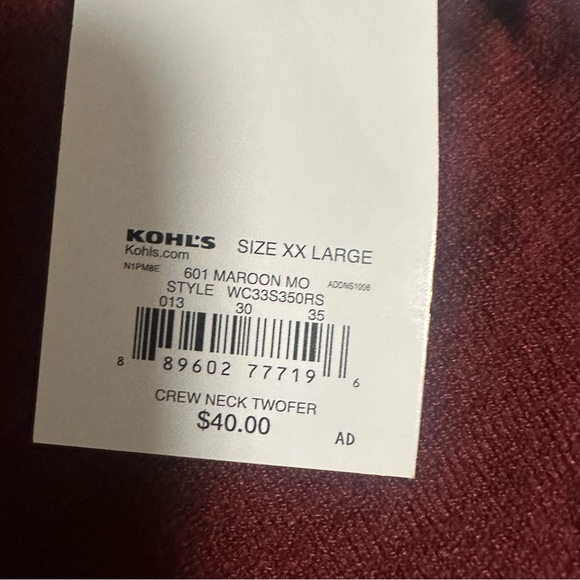 KOHL'S SIZE XX LARGE
Kohls.com
N1PM8E 601 MAROON MO ADDNS1006
STYLE WC33S350RS
013 30 35
8 89602 77719 6
CREW NECK TWOFER
$40.00
AD